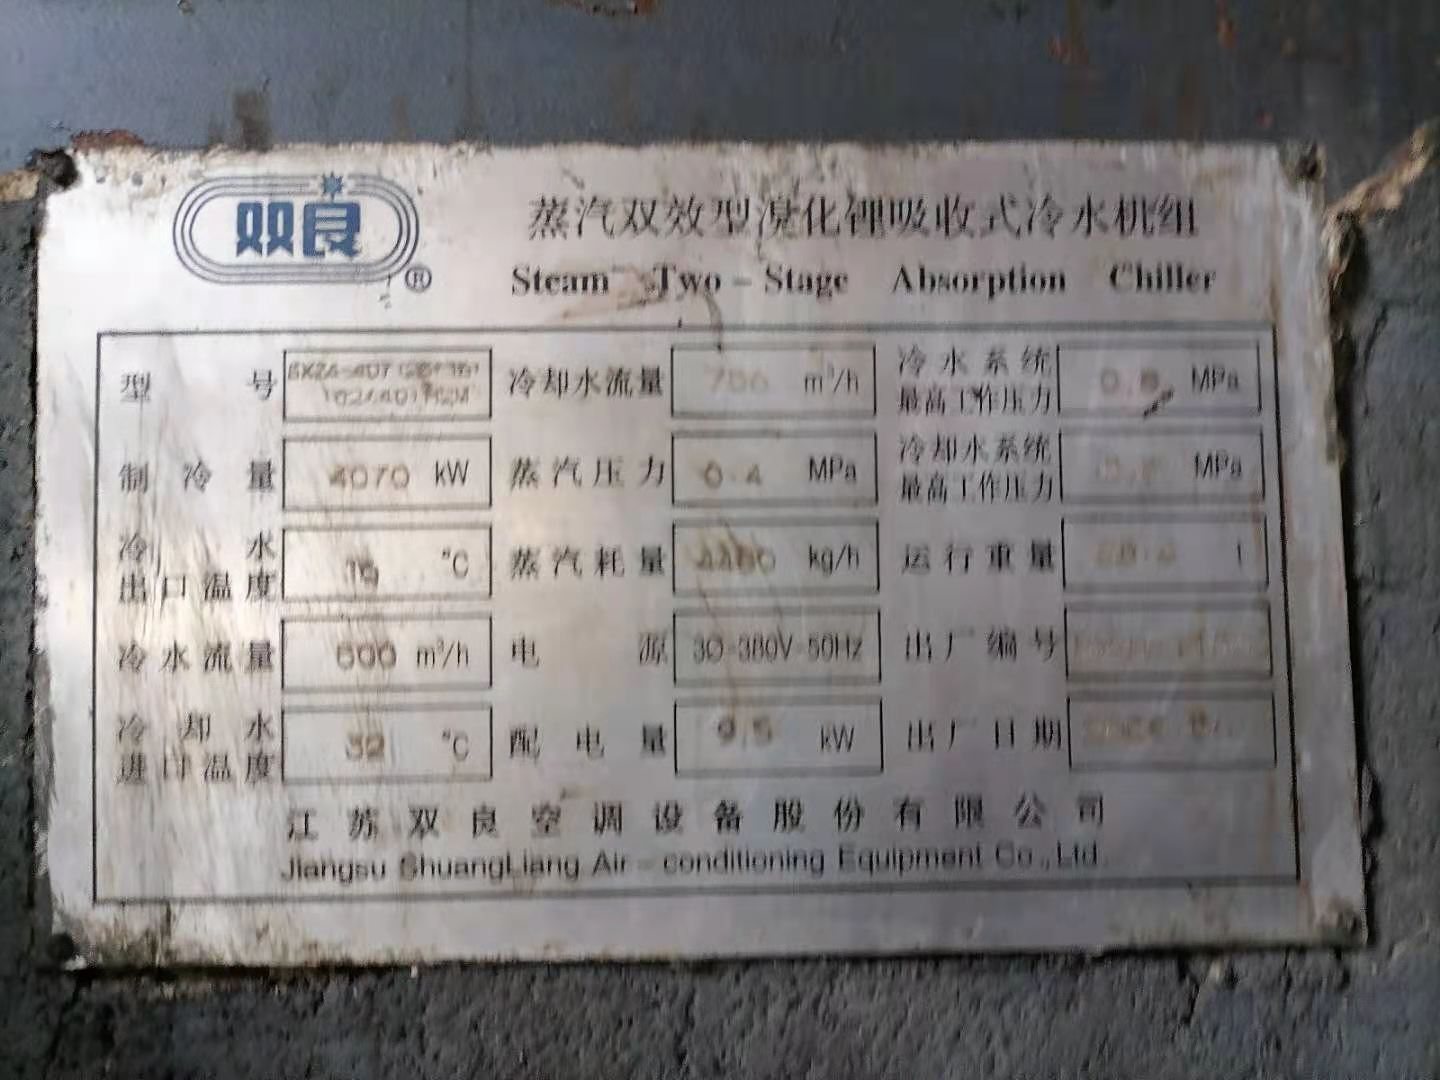 双良®
蒸汽双效型溴化锂吸收式冷水机组
Steam Two-Stage Absorption Chiller
型号
冷却水流量 706 m³/h
冷水系统最高工作压力 MPa
制冷量 4070 kW
蒸汽压力 0.4 MPa
冷却水系统最高工作压力 MPa
冷水出口温度 °C
蒸汽耗量 kg/h
运行重量 t
冷水流量 600 m³/h
电源 3∅-380V-50Hz
出厂编号
冷却水进口温度 32 °C
配电量 9.5 kW
出厂日期
江苏双良空调设备股份有限公司
Jiangsu ShuangLiang Air-conditioning Equipment Co.,Ltd.